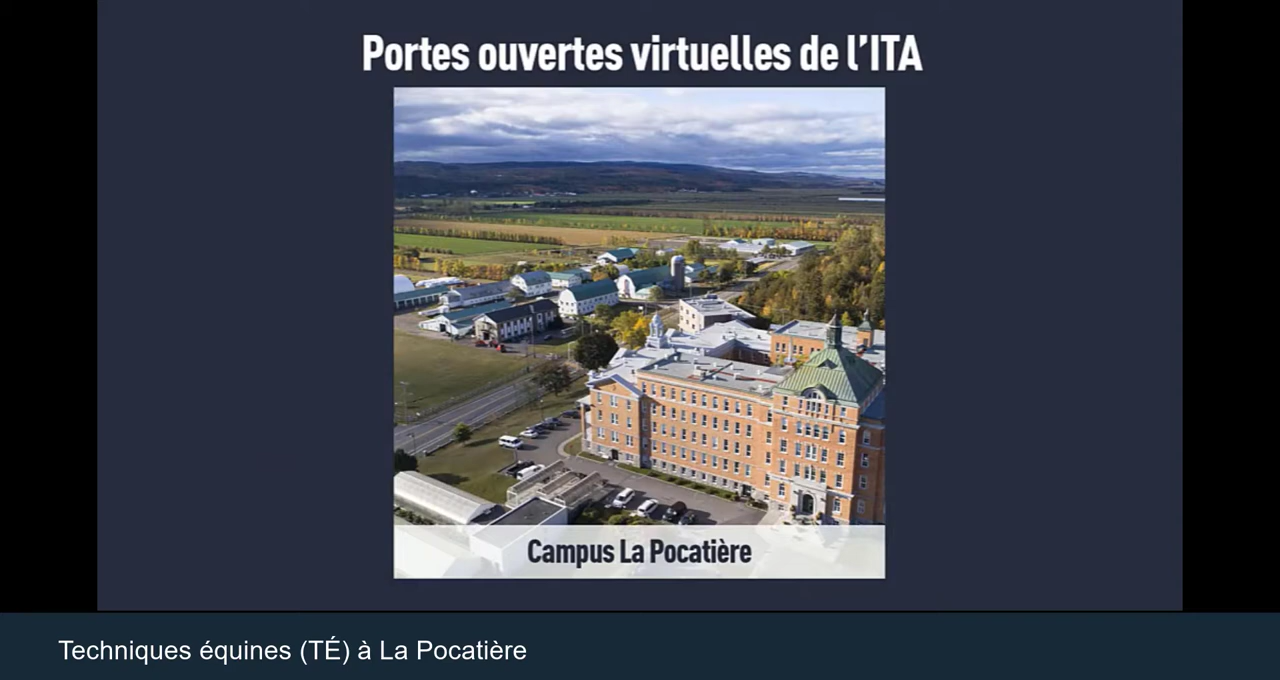 Portes ouvertes virtuelles de l'ITA
Campus La Pocatière
Techniques équines (TÉ) à La Pocatière